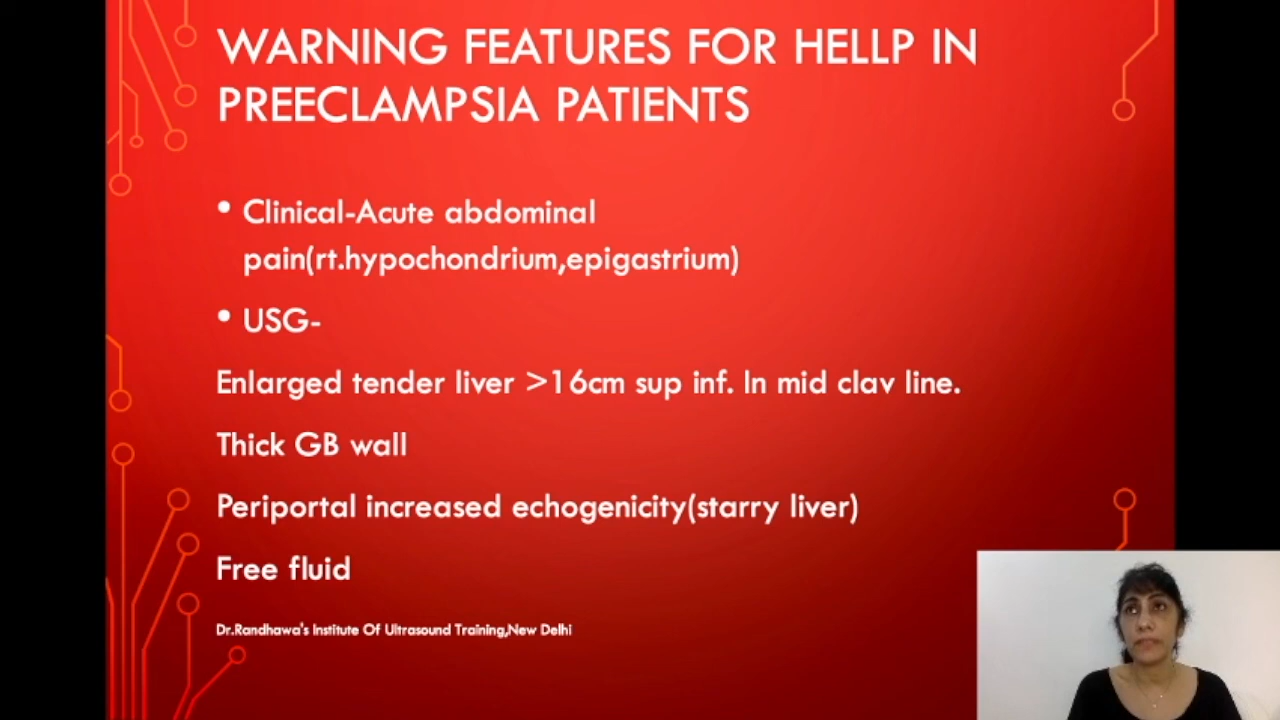 WARNING FEATURES FOR HELLP IN
PREECLAMPSIA PATIENTS
• Clinical-Acute abdominal
pain(rt.hypochondrium,epigastrium)
• USG-
Enlarged tender liver >16cm sup inf. In mid clav line.
Thick GB wall
Periportal increased echogenicity(starry liver)
Free fluid
Dr.Randhawa's Institute Of Ultrasound Training,New Delhi